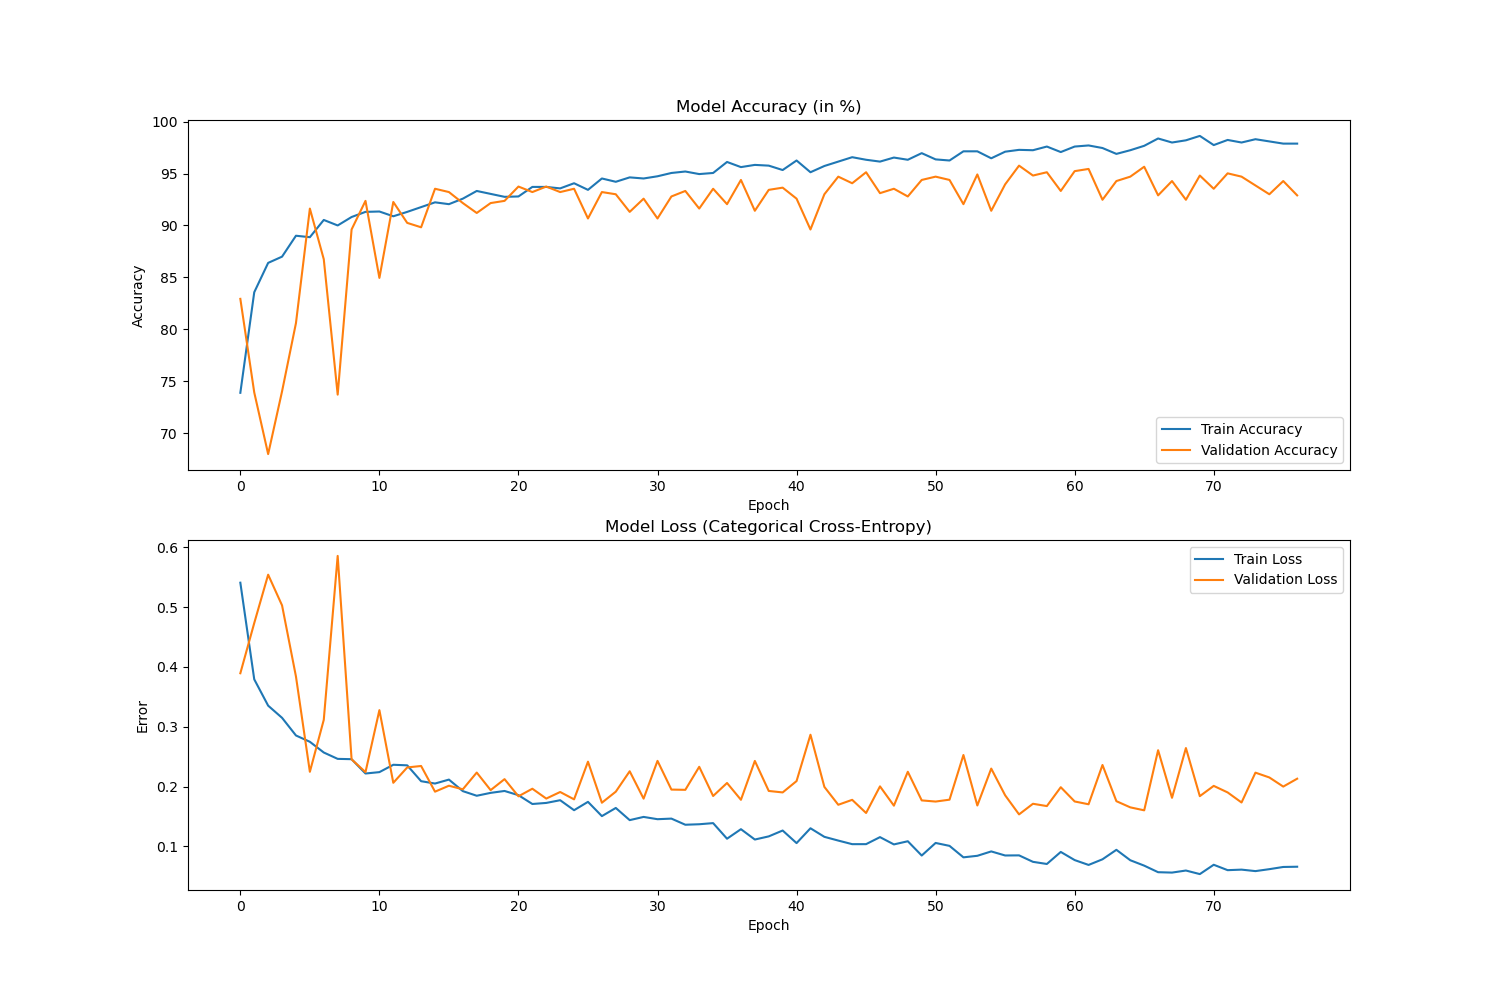 Model Accuracy (in %)
100
95
90
85
80
75
70
Accuracy
Train Accuracy
Validation Accuracy
0 10 20 30 40 50 60 70
Epoch
Model Loss (Categorical Cross-Entropy)
0.6
0.5
0.4
0.3
0.2
0.1
Error
Train Loss
Validation Loss
0 10 20 30 40 50 60 70
Epoch